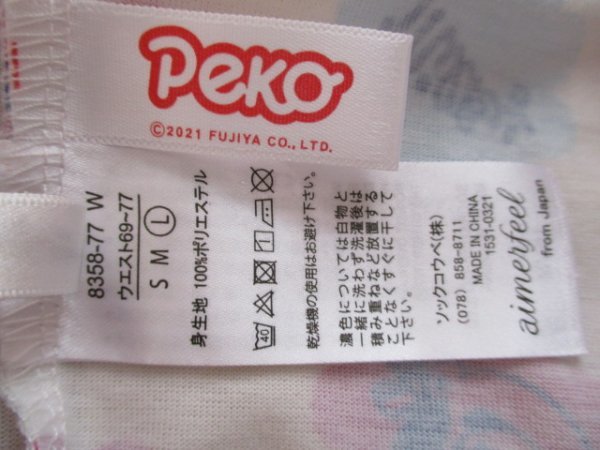 Peko
©2021 FUJIYA CO., LTD.
8358-77 W
ウエスト69~77
S M L
身生地 100%ポリエステル
40
乾燥機の使用はお避け下さい。
濃色については白物と
一緒に洗わず洗濯後は
積み重ねなど放置する
ことなくすぐに干して
下さい。
ソックコウベ(株)
(078) 858-8711
MADE IN CHINA
1531-0321
aimerfeel
from Japan